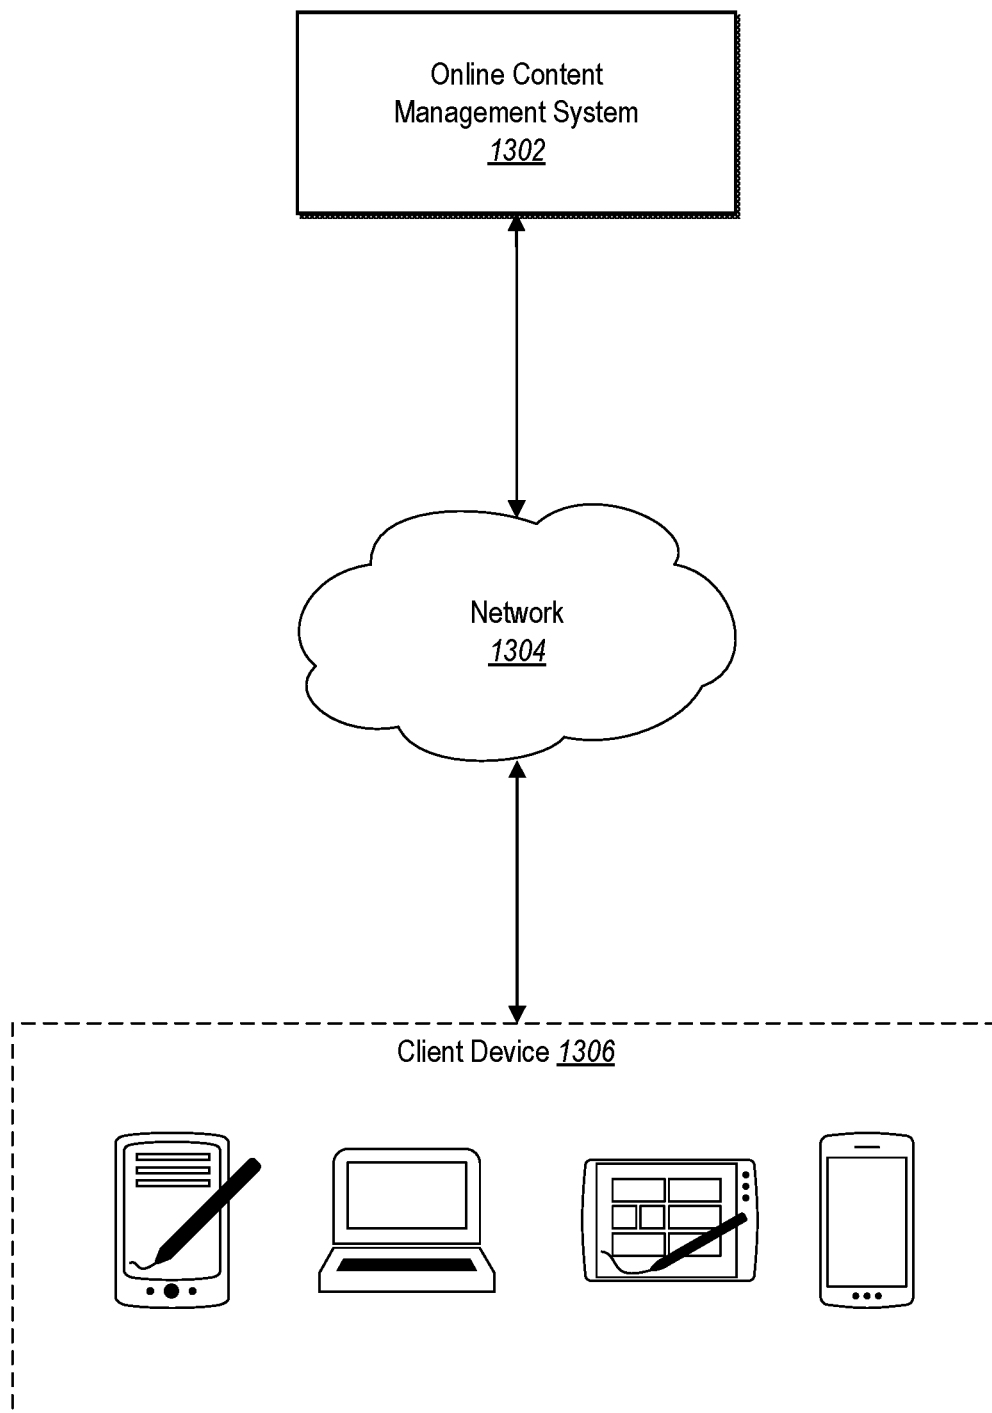 Online Content
Management System
1302
Network
1304
Client Device 1306